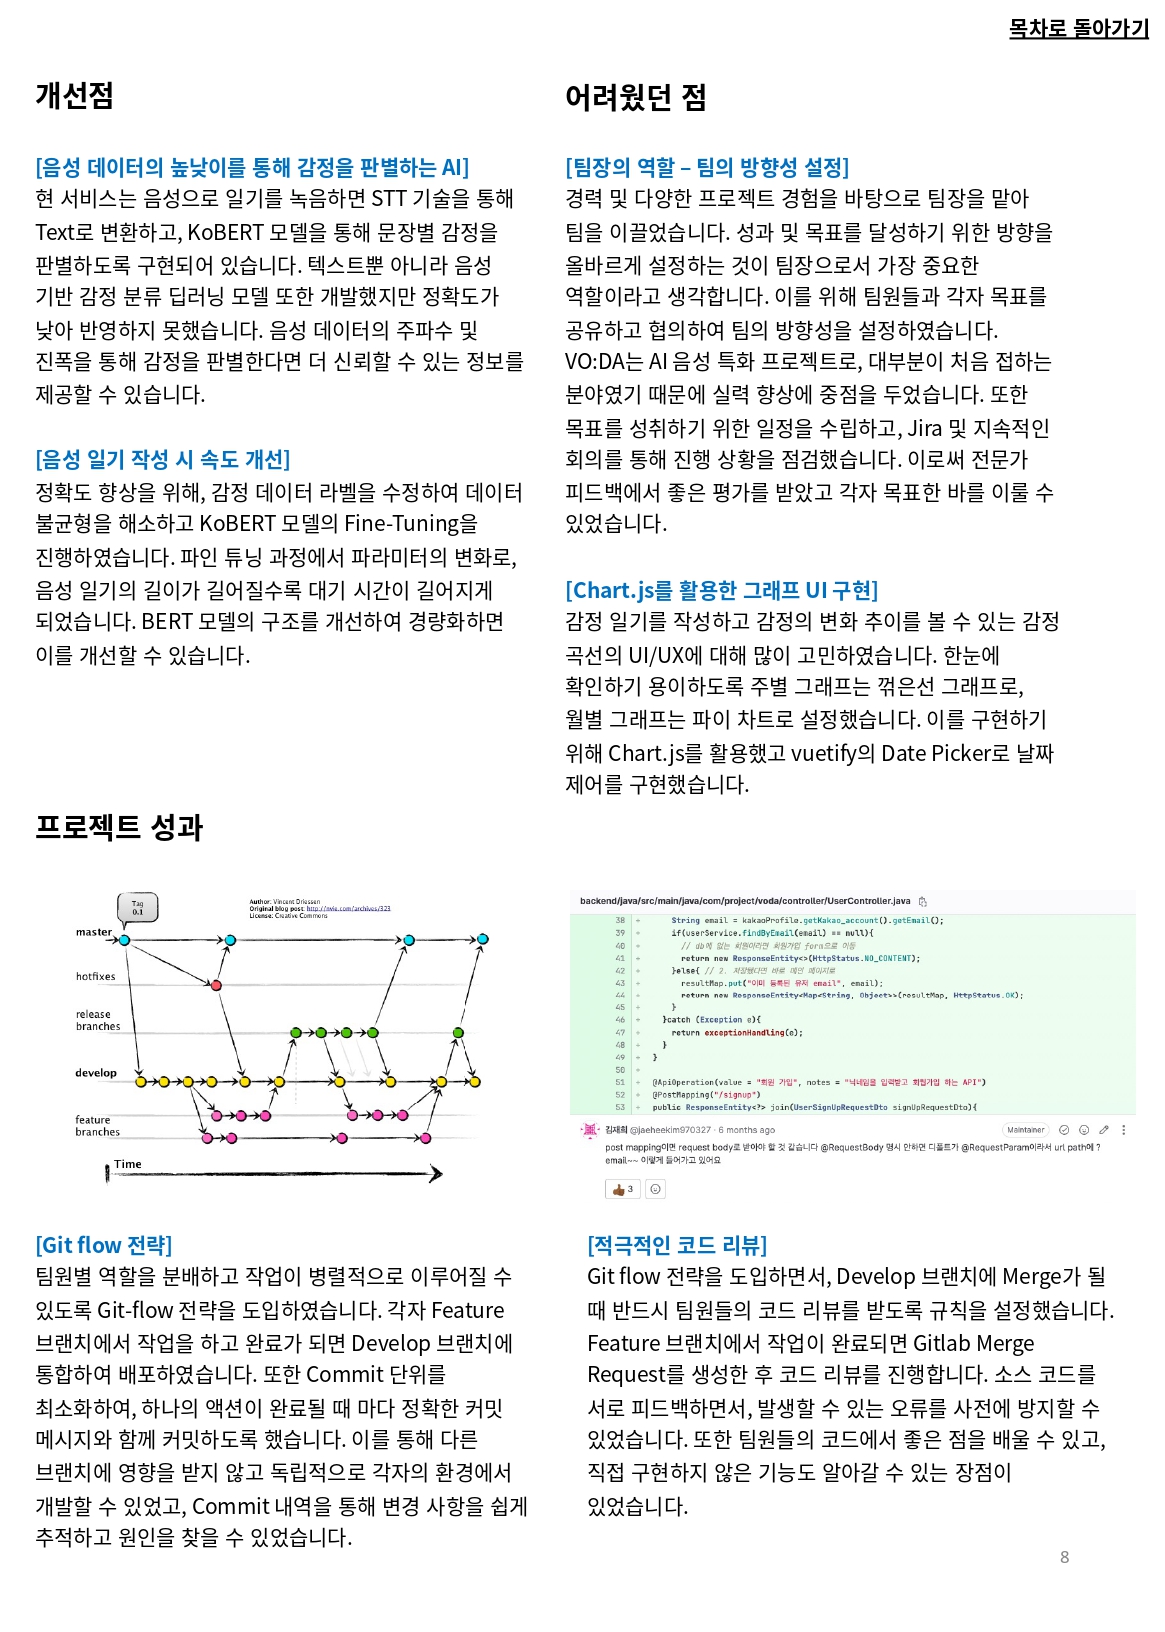 목차로 돌아가기
개선점
[음성 데이터의 높낮이를 통해 감정을 판별하는 AI]
현 서비스는 음성으로 일기를 녹음하면 STT 기술을 통해
Text로 변환하고, KoBERT 모델을 통해 문장별 감정을
판별하도록 구현되어 있습니다. 텍스트뿐 아니라 음성
기반 감정 분류 딥러닝 모델 또한 개발했지만 정확도가
낮아 반영하지 못했습니다. 음성 데이터의 주파수 및
진폭을 통해 감정을 판별한다면 더 신뢰할 수 있는 정보를
제공할 수 있습니다.
[음성 일기 작성 시 속도 개선]
정확도 향상을 위해, 감정 데이터 라벨을 수정하여 데이터
불균형을 해소하고 KoBERT 모델의 Fine-Tuning을
진행하였습니다. 파인 튜닝 과정에서 파라미터의 변화로,
음성 일기의 길이가 길어질수록 대기 시간이 길어지게
되었습니다. BERT 모델의 구조를 개선하여 경량화하면
이를 개선할 수 있습니다.
어려웠던 점
[팀장의 역할 – 팀의 방향성 설정]
경력 및 다양한 프로젝트 경험을 바탕으로 팀장을 맡아
팀을 이끌었습니다. 성과 및 목표를 달성하기 위한 방향을
올바르게 설정하는 것이 팀장으로서 가장 중요한
역할이라고 생각합니다. 이를 위해 팀원들과 각자 목표를
공유하고 협의하여 팀의 방향성을 설정하였습니다.
VO:DA는 AI 음성 특화 프로젝트로, 대부분이 처음 접하는
분야였기 때문에 실력 향상에 중점을 두었습니다. 또한
목표를 성취하기 위한 일정을 수립하고, Jira 및 지속적인
회의를 통해 진행 상황을 점검했습니다. 이로써 전문가
피드백에서 좋은 평가를 받았고 각자 목표한 바를 이룰 수
있었습니다.
[Chart.js를 활용한 그래프 UI 구현]
감정 일기를 작성하고 감정의 변화 추이를 볼 수 있는 감정
곡선의 UI/UX에 대해 많이 고민하였습니다. 한눈에
확인하기 용이하도록 주별 그래프는 꺾은선 그래프로,
월별 그래프는 파이 차트로 설정했습니다. 이를 구현하기
위해 Chart.js를 활용했고 vuetify의 Date Picker로 날짜
제어를 구현했습니다.
프로젝트 성과
Tag
0.1
Author: Vincent Driessen
Original blog post: http://nvie.com/archives/323
License: Creative Commons
master
hotfixes
release
branches
develop
feature
branches
Time
backend/java/src/main/java/com/project/voda/controller/UserController.java
38 + String email = kakaoProfile.getKakao_account().getEmail();
39 + if(userService.findByEmail(email) == null){
40 + // db에 없는 회원이라면 회원가입 form으로 이동
41 + return new ResponseEntity<>(HttpStatus.NO_CONTENT);
42 + }else{ // 2. 저장됐다면 바로 메인 페이지로
43 + resultMap.put("이미 등록된 유저 email", email);
44 + return new ResponseEntity<Map<String, Object>>(resultMap, HttpStatus.OK);
45 + }
46 + }catch (Exception e){
47 + return exceptionHandling(e);
48 + }
49 + }
50 +
51 + @ApiOperation(value = "회원 가입", notes = "닉네임을 입력받고 회원가입 하는 API")
52 + @PostMapping("/signup")
53 + public ResponseEntity<?> join(UserSignUpRequestDto signUpRequestDto){
김재희 @jaeheekim970327 · 6 months ago Maintainer
post mapping이면 request body로 받아야 할 것 같습니다 @RequestBody 명시 안하면 디폴트가 @RequestParam이라서 url path에 ?
email~~ 이렇게 들어가고 있어요
3
[Git flow 전략]
팀원별 역할을 분배하고 작업이 병렬적으로 이루어질 수
있도록 Git-flow 전략을 도입하였습니다. 각자 Feature
브랜치에서 작업을 하고 완료가 되면 Develop 브랜치에
통합하여 배포하였습니다. 또한 Commit 단위를
최소화하여, 하나의 액션이 완료될 때 마다 정확한 커밋
메시지와 함께 커밋하도록 했습니다. 이를 통해 다른
브랜치에 영향을 받지 않고 독립적으로 각자의 환경에서
개발할 수 있었고, Commit 내역을 통해 변경 사항을 쉽게
추적하고 원인을 찾을 수 있었습니다.
[적극적인 코드 리뷰]
Git flow 전략을 도입하면서, Develop 브랜치에 Merge가 될
때 반드시 팀원들의 코드 리뷰를 받도록 규칙을 설정했습니다.
Feature 브랜치에서 작업이 완료되면 Gitlab Merge
Request를 생성한 후 코드 리뷰를 진행합니다. 소스 코드를
서로 피드백하면서, 발생할 수 있는 오류를 사전에 방지할 수
있었습니다. 또한 팀원들의 코드에서 좋은 점을 배울 수 있고,
직접 구현하지 않은 기능도 알아갈 수 있는 장점이
있었습니다.
8